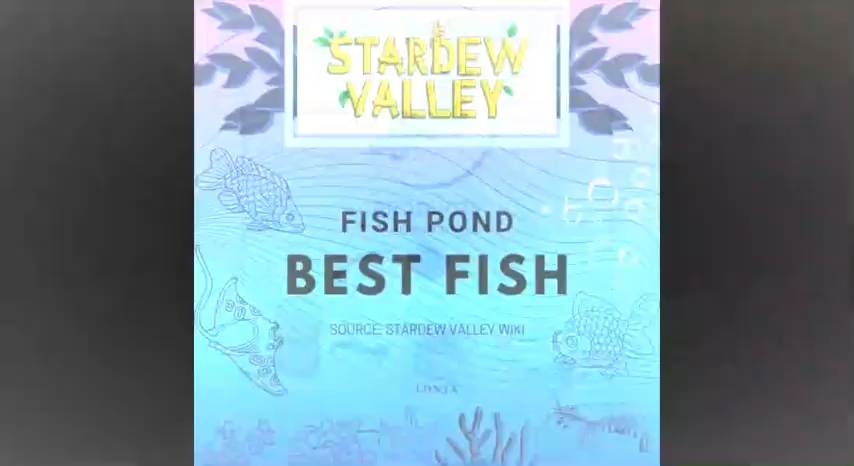 STARDEW
VALLEY
FISH POND
BEST FISH
SOURCE: STARDEW VALLEY WIKI